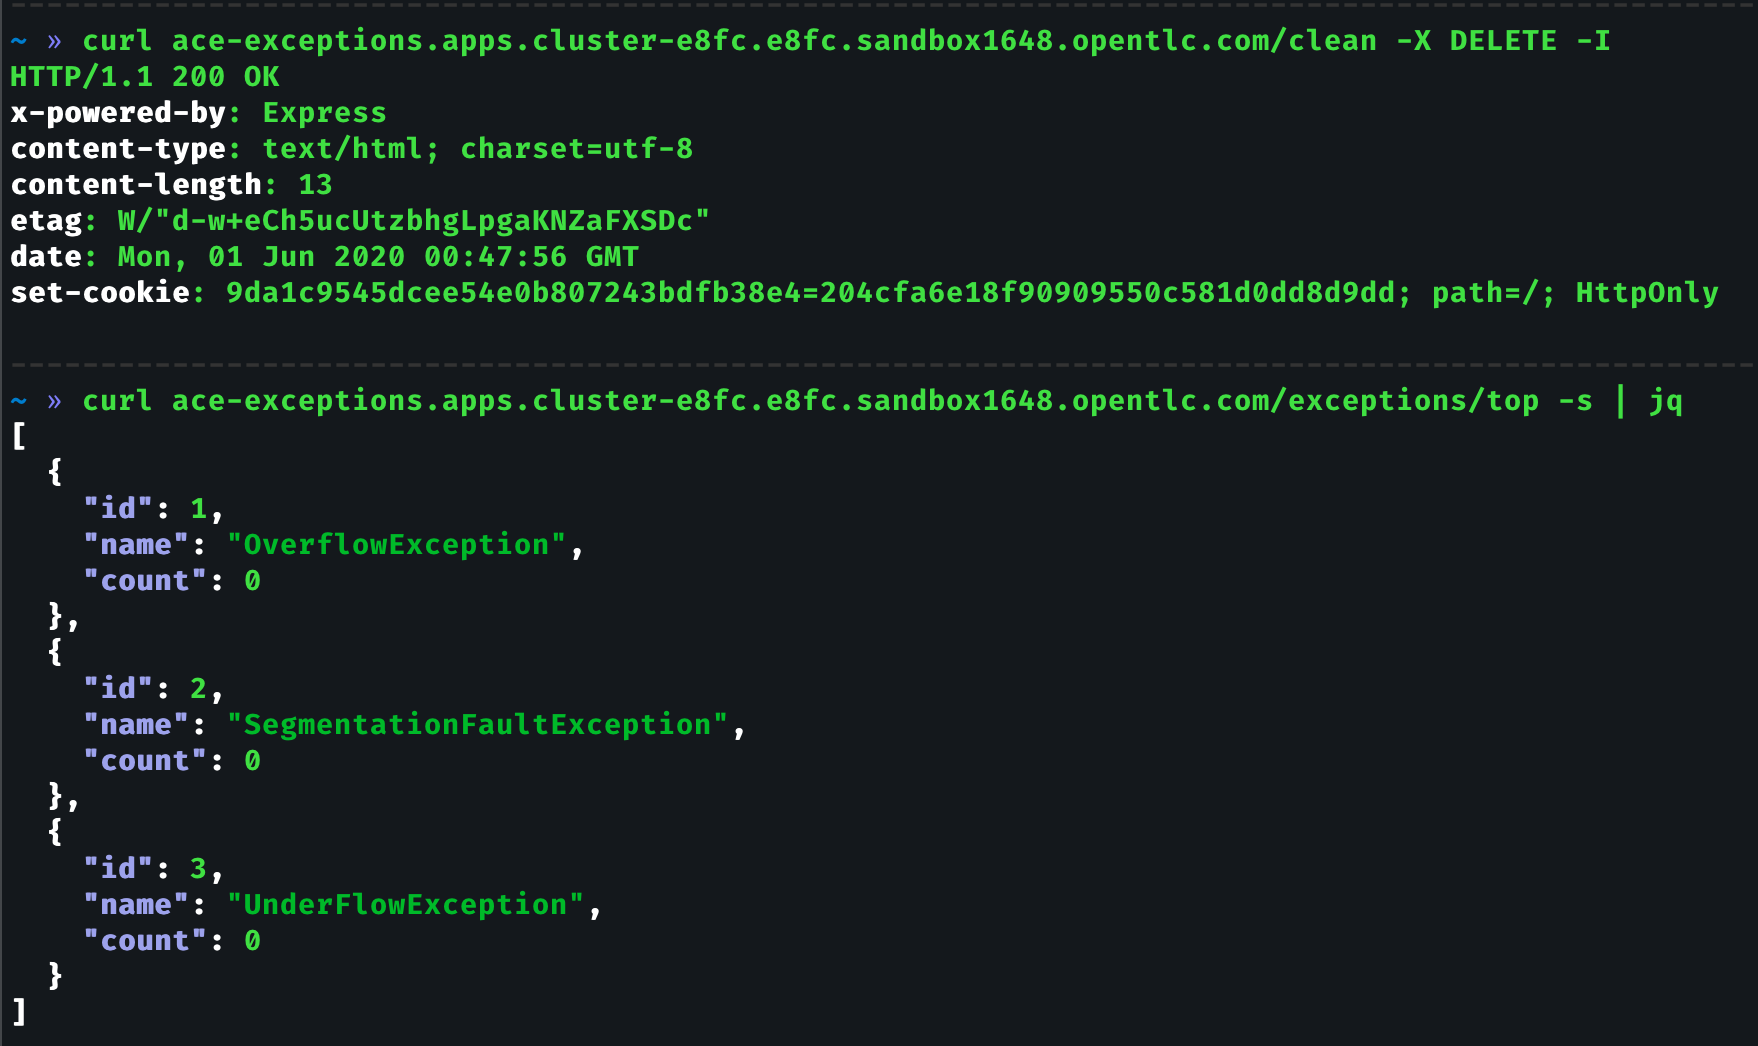 ~ » curl ace-exceptions.apps.cluster-e8fc.e8fc.sandbox1648.opentlc.com/clean -X DELETE -I
HTTP/1.1 200 OK
x-powered-by: Express
content-type: text/html; charset=utf-8
content-length: 13
etag: W/"d-w+eCh5ucUtzbhgLpgaKNZaFXSDc"
date: Mon, 01 Jun 2020 00:47:56 GMT
set-cookie: 9da1c9545dcee54e0b807243bdfb38e4=204cfa6e18f90909550c581d0dd8d9dd; path=/; HttpOnly
~ » curl ace-exceptions.apps.cluster-e8fc.e8fc.sandbox1648.opentlc.com/exceptions/top -s | jq
[
  {
    "id": 1,
    "name": "OverflowException",
    "count": 0
  },
  {
    "id": 2,
    "name": "SegmentationFaultException",
    "count": 0
  },
  {
    "id": 3,
    "name": "UnderFlowException",
    "count": 0
  }
]